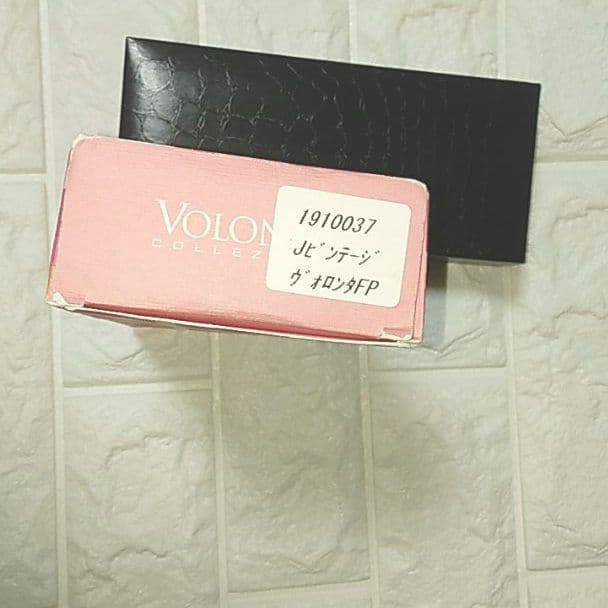 VOLON
COLLEZ
1910037
Jﾋﾞﾝﾃｰｼﾞ
ｳﾞｫﾛﾝﾀFP